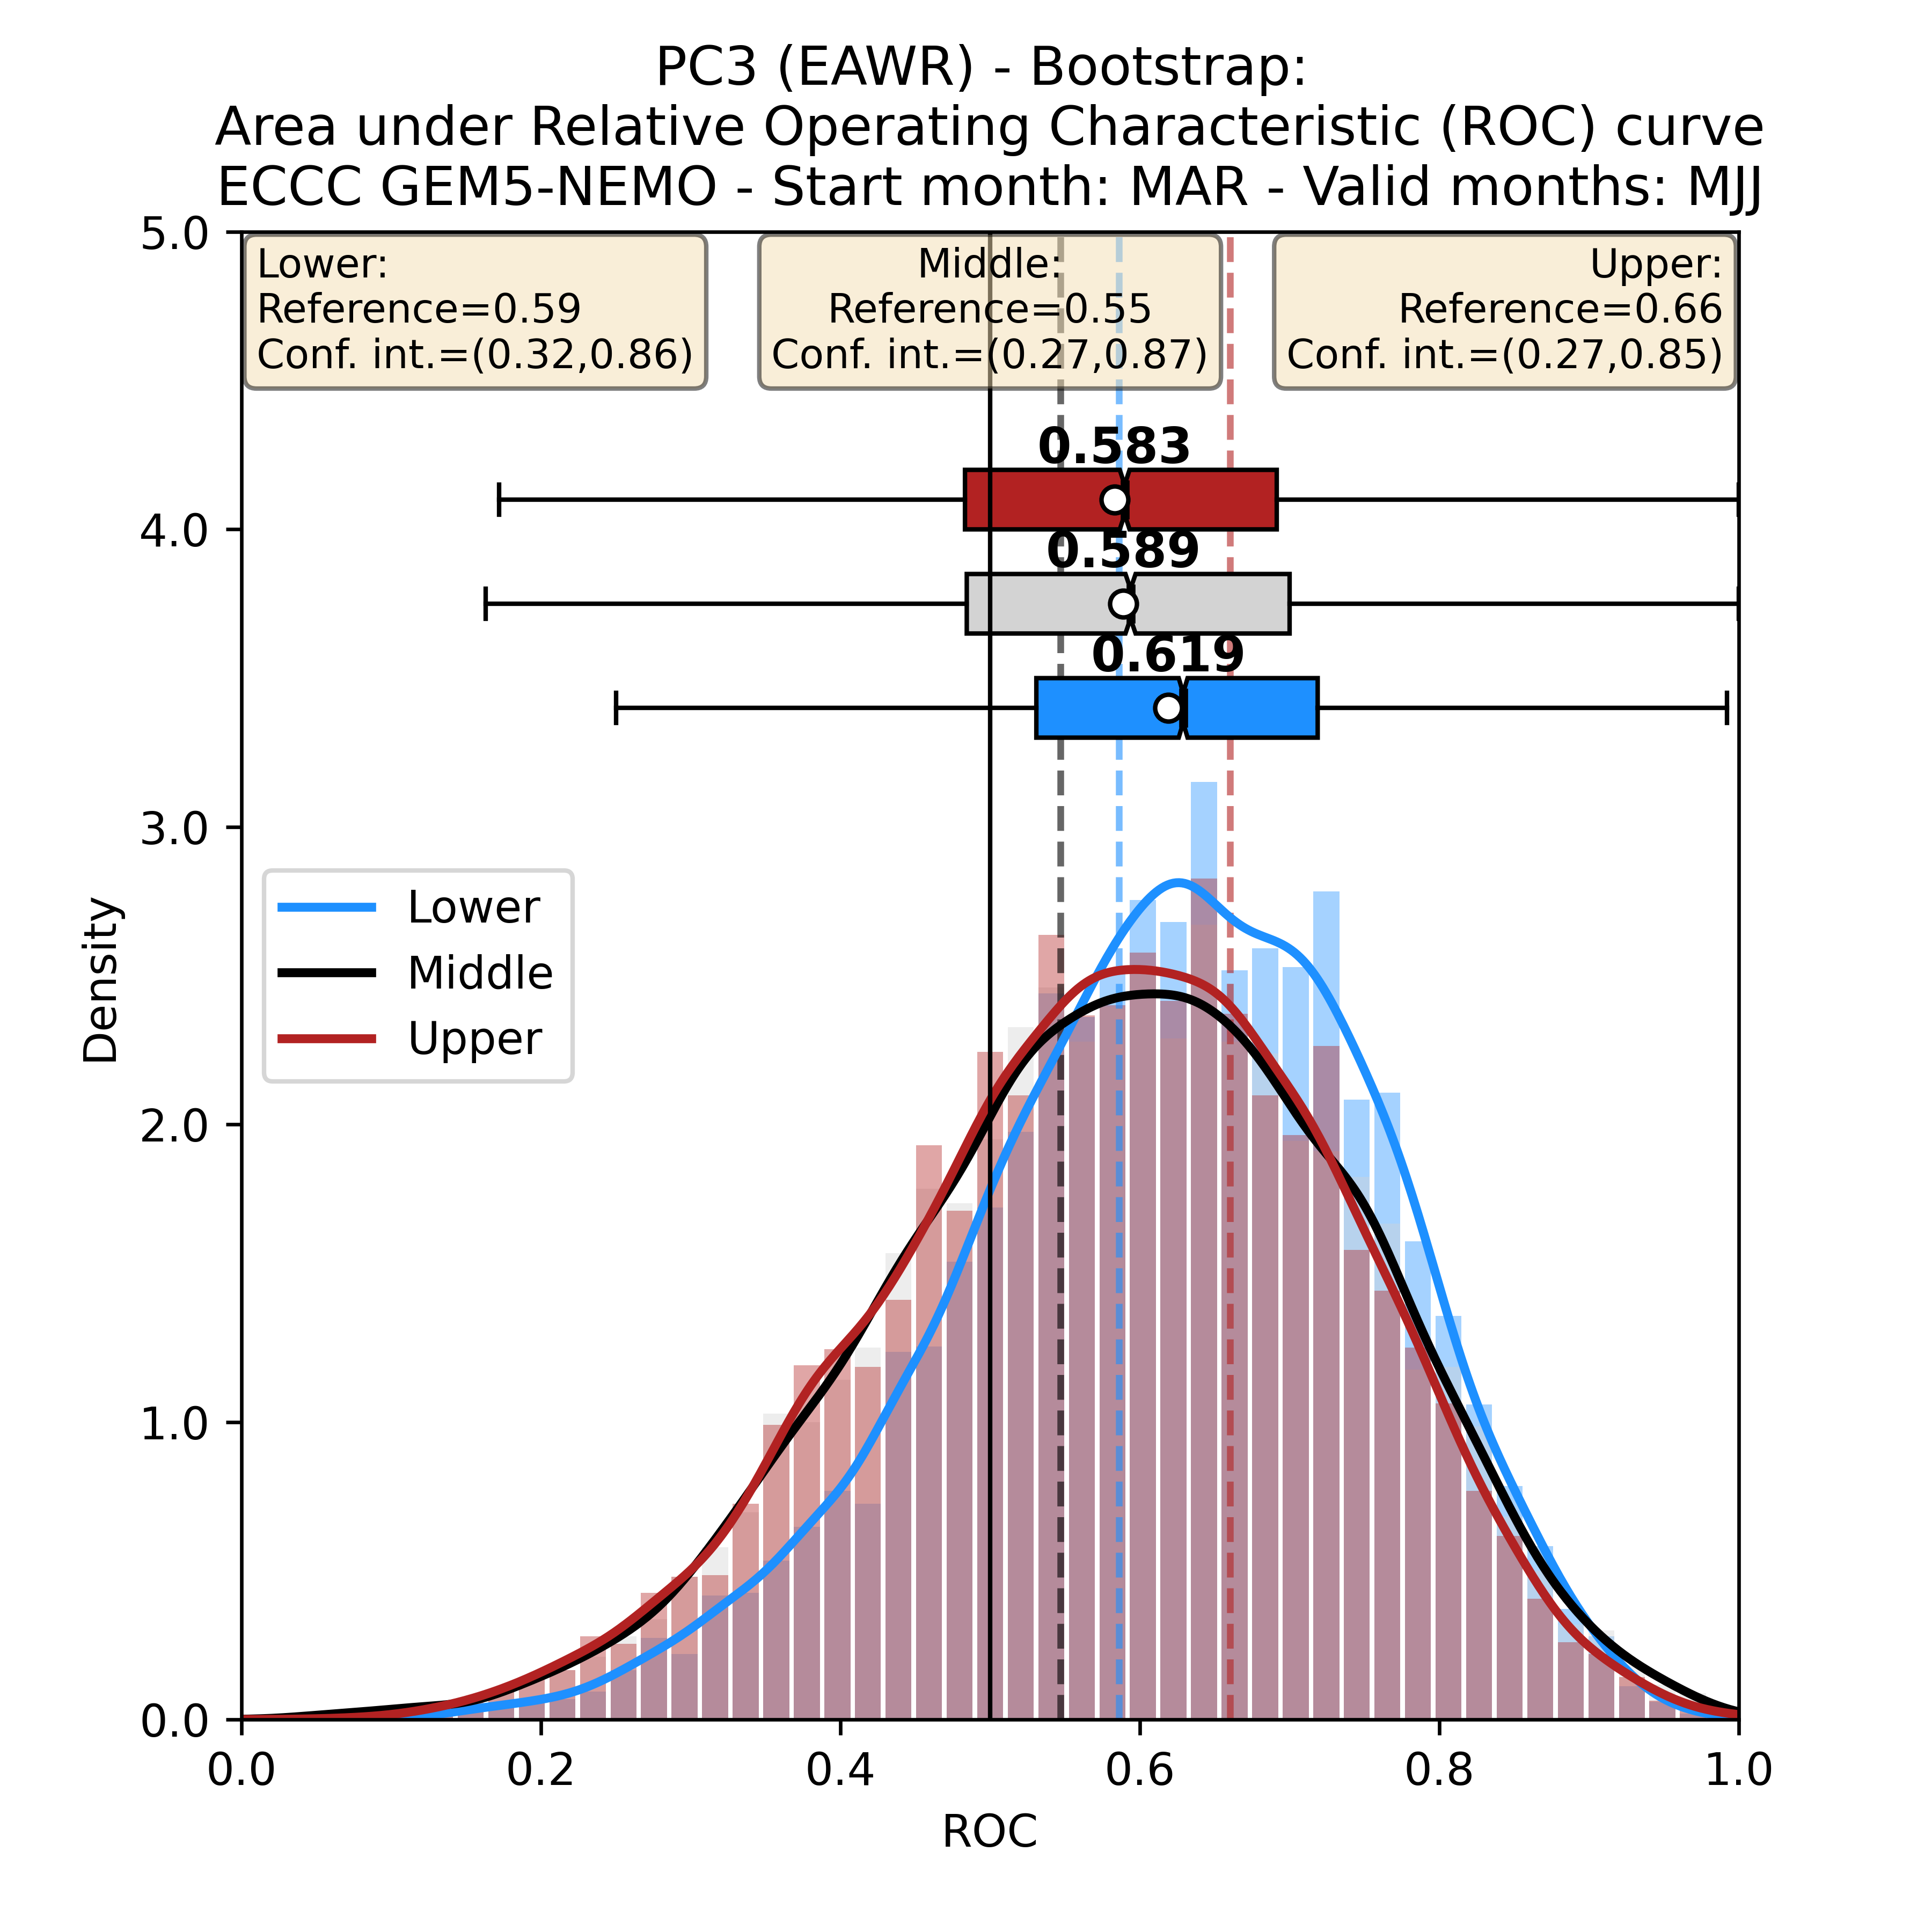 PC3 (EAWR) - Bootstrap:
Area under Relative Operating Characteristic (ROC) curve
ECCC GEM5-NEMO - Start month: MAR - Valid months: MJJ
5.0
Lower:
Reference=0.59
Conf. int.=(0.32,0.86)
Middle:
Reference=0.55
Conf. int.=(0.27,0.87)
Upper:
Reference=0.66
Conf. int.=(0.27,0.85)
0.583
4.0
0.589
0.619
3.0
Lower
Middle
Upper
Density
2.0
1.0
0.0
0.0 0.2 0.4 0.6 0.8 1.0
ROC